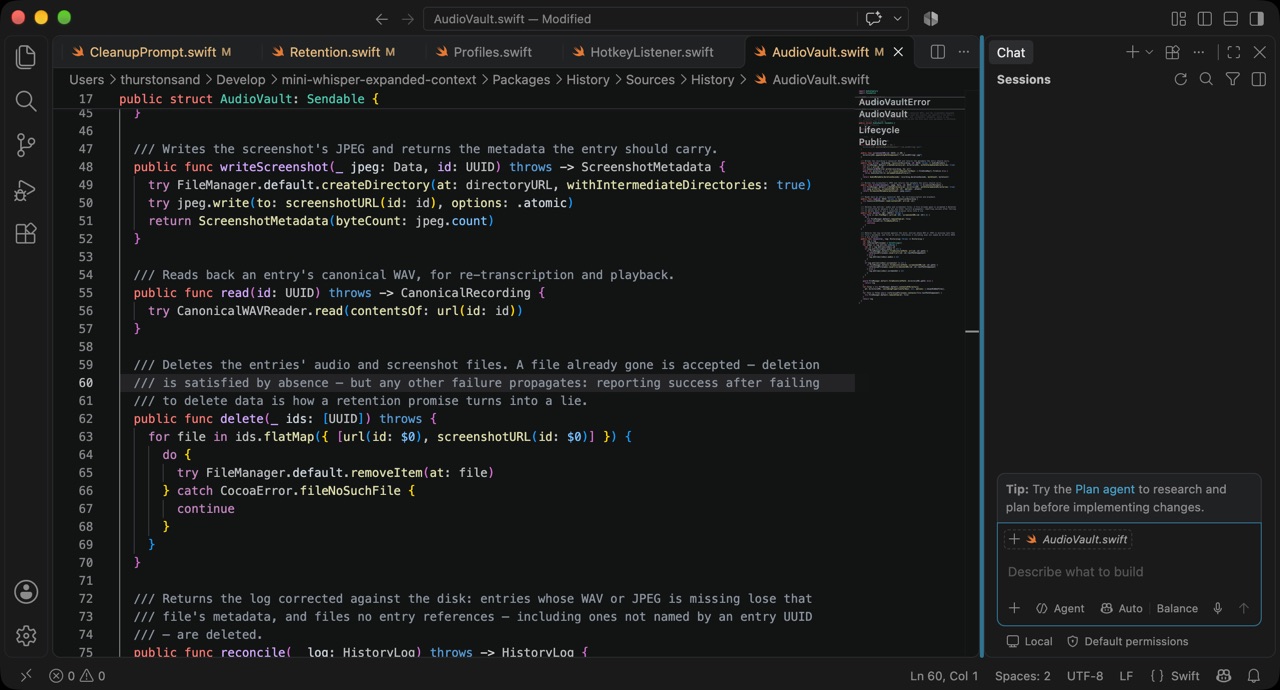 AudioVault.swift — Modified
CleanupPrompt.swift M
Retention.swift M
Profiles.swift
HotkeyListener.swift
AudioVault.swift M
Users > thurstonsand > Develop > mini-whisper-expanded-context > Packages > History > Sources > History > AudioVault.swift
17 public struct AudioVault: Sendable {
45 }
46
47 /// Writes the screenshot's JPEG and returns the metadata the entry should carry.
48 public func writeScreenshot(_ jpeg: Data, id: UUID) throws -> ScreenshotMetadata {
49 try FileManager.default.createDirectory(at: directoryURL, withIntermediateDirectories: true)
50 try jpeg.write(to: screenshotURL(id: id), options: .atomic)
51 return ScreenshotMetadata(byteCount: jpeg.count)
52 }
53
54 /// Reads back an entry's canonical WAV, for re-transcription and playback.
55 public func read(id: UUID) throws -> CanonicalRecording {
56 try CanonicalWAVReader.read(contentsOf: url(id: id))
57 }
58
59 /// Deletes the entries' audio and screenshot files. A file already gone is accepted — deletion
60 /// is satisfied by absence — but any other failure propagates: reporting success after failing
61 /// to delete data is how a retention promise turns into a lie.
62 public func delete(_ ids: [UUID]) throws {
63 for file in ids.flatMap({ [url(id: $0), screenshotURL(id: $0)] }) {
64 do {
65 try FileManager.default.removeItem(at: file)
66 } catch CocoaError.fileNoSuchFile {
67 continue
68 }
69 }
70 }
71
72 /// Returns the log corrected against the disk: entries whose WAV or JPEG is missing lose that
73 /// file's metadata, and files no entry references — including ones not named by an entry UUID
74 /// — are deleted.
75 public func reconcile(_ log: HistoryLog) throws -> HistoryLog {
AudioVaultError
AudioVault
Lifecycle
Public
Chat
Sessions
Tip: Try the Plan agent to research and
plan before implementing changes.
AudioVault.swift
Describe what to build
Agent
Auto
Balance
Local
Default permissions
0 0
Ln 60, Col 1
Spaces: 2
UTF-8
LF
{ } Swift